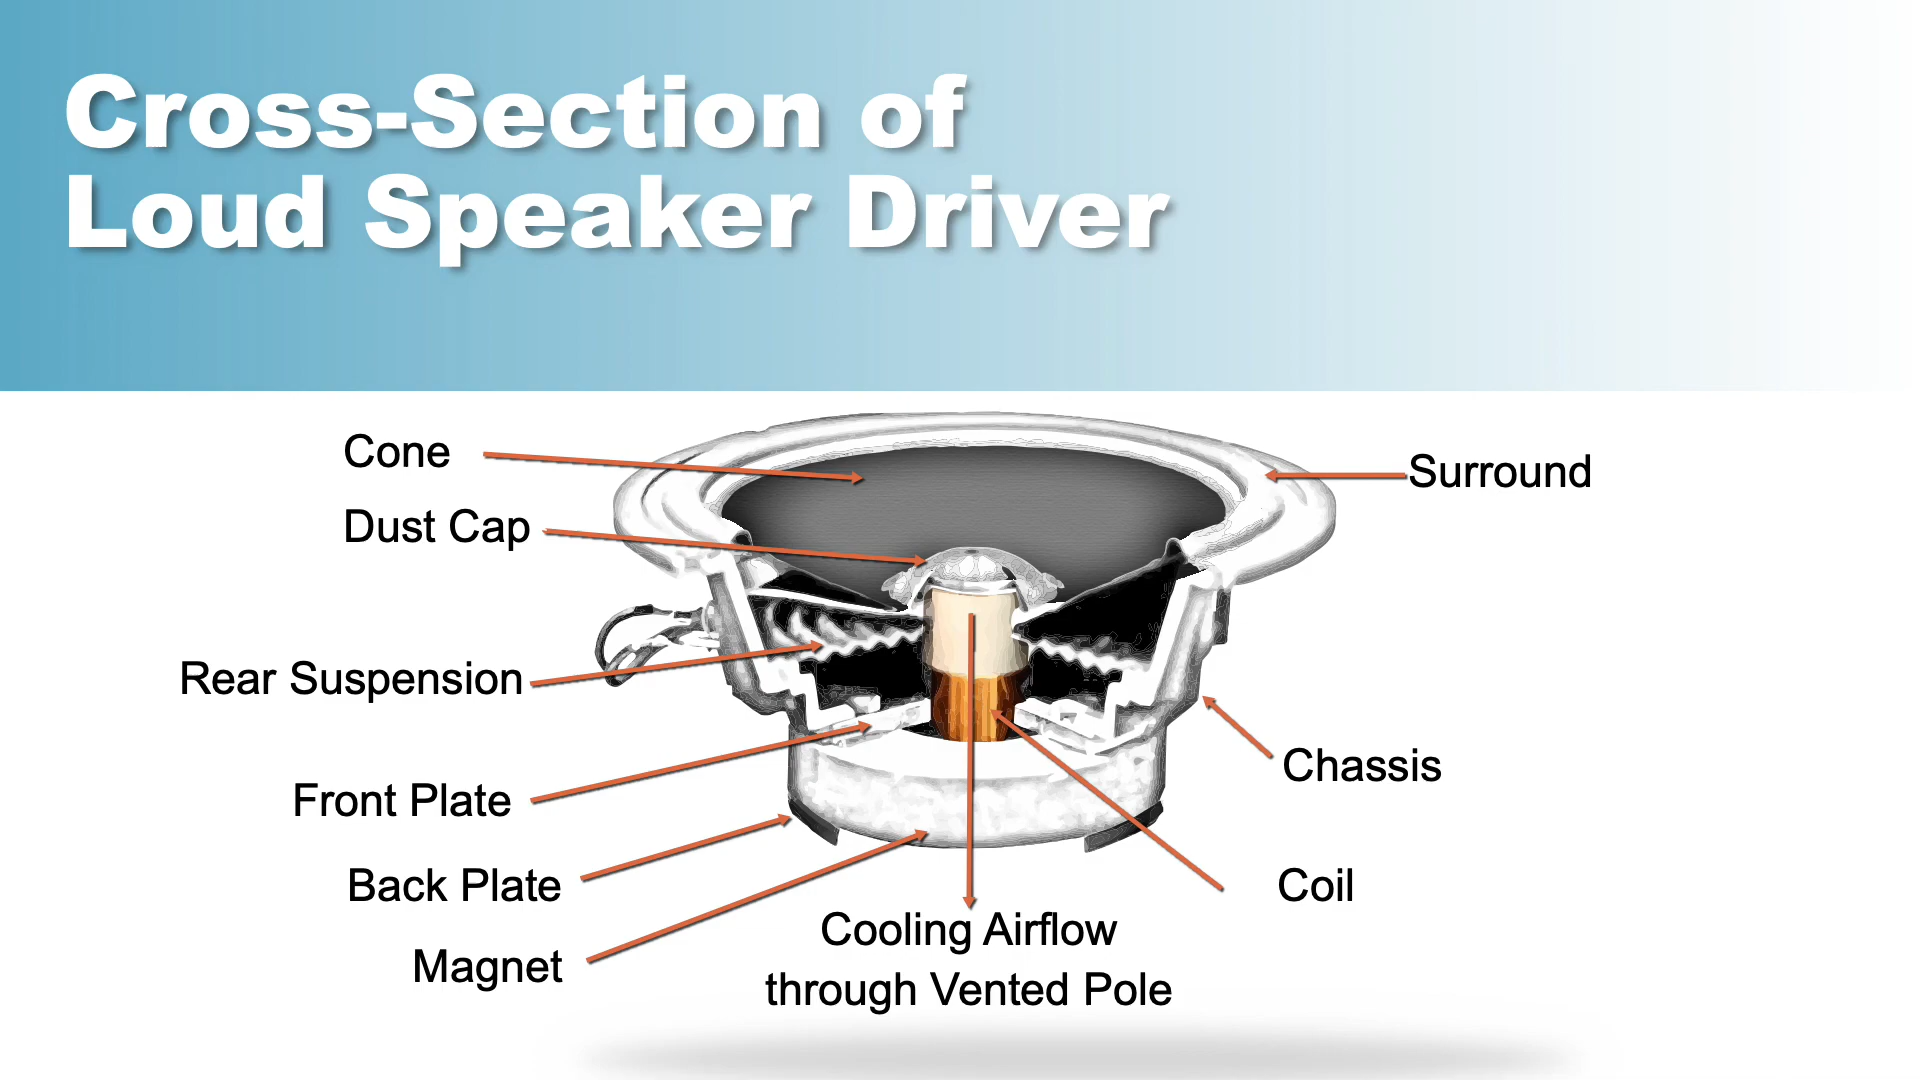 Cross-Section of
Loud Speaker Driver
Cone
Surround
Dust Cap
Rear Suspension
Chassis
Front Plate
Back Plate
Coil
Cooling Airflow
through Vented Pole
Magnet